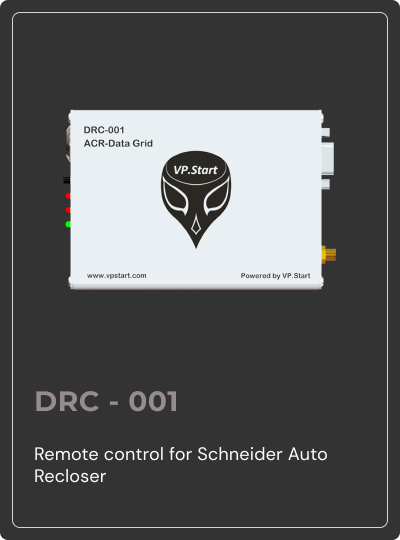 DRC-001
ACR-Data Grid
VP.Start
www.vpstart.com Powered by VP.Start
DRC - 001
Remote control for Schneider Auto
Recloser